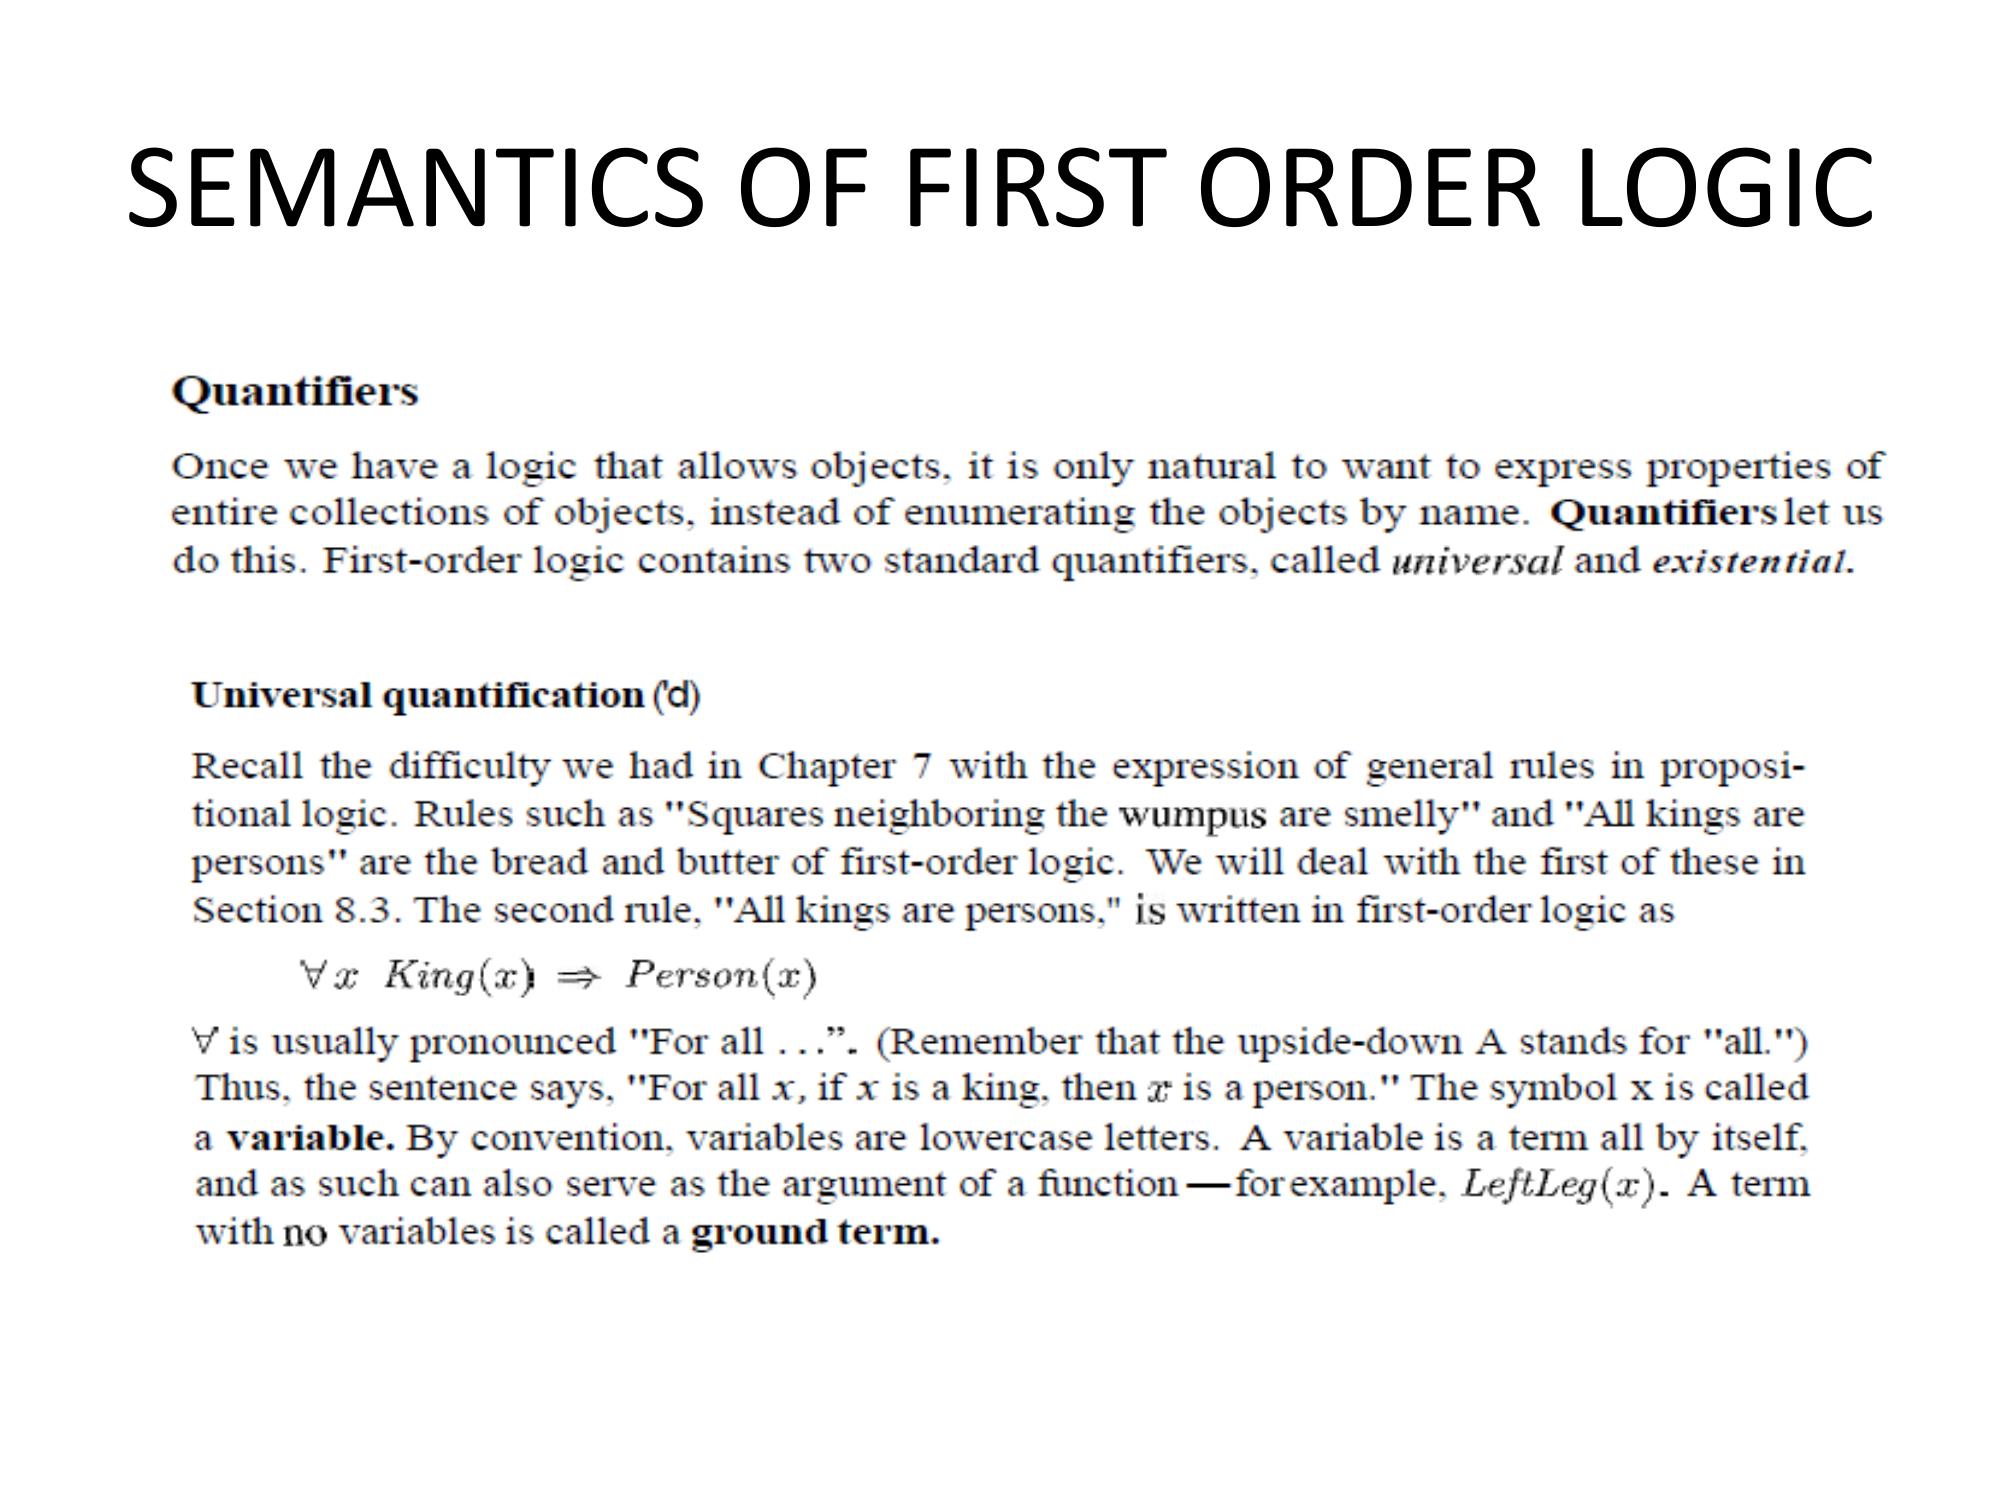 SEMANTICS OF FIRST ORDER LOGIC
Quantifiers
Once we have a logic that allows objects, it is only natural to want to express properties of
entire collections of objects, instead of enumerating the objects by name. Quantifiers let us
do this. First-order logic contains two standard quantifiers, called universal and existential.
Universal quantification ('d)
Recall the difficulty we had in Chapter 7 with the expression of general rules in proposi-
tional logic. Rules such as "Squares neighboring the wumpus are smelly" and "All kings are
persons" are the bread and butter of first-order logic. We will deal with the first of these in
Section 8.3. The second rule, "All kings are persons," is written in first-order logic as
∀x King(x) ⇒ Person(x)
∀ is usually pronounced "For all ...”. (Remember that the upside-down A stands for "all.")
Thus, the sentence says, "For all x, if x is a king, then x is a person." The symbol x is called
a variable. By convention, variables are lowercase letters. A variable is a term all by itself,
and as such can also serve as the argument of a function—for example, LeftLeg(x). A term
with no variables is called a ground term.